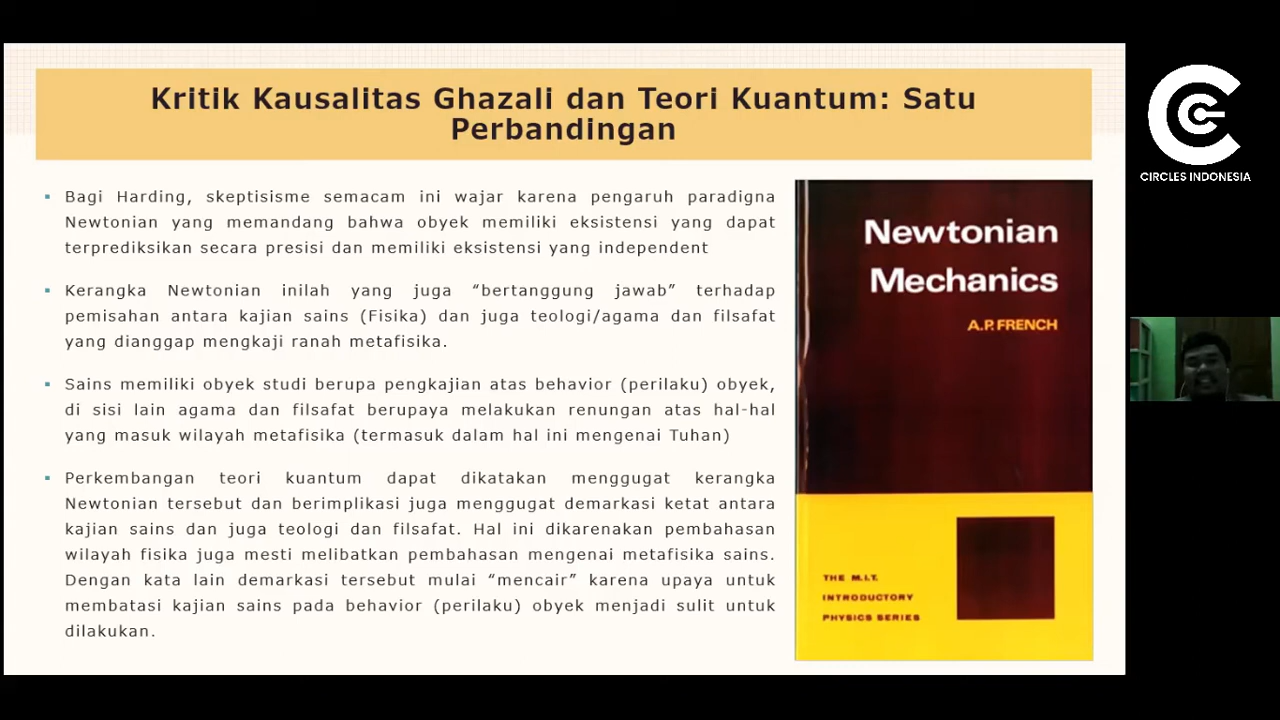 Kritik Kausalitas Ghazali dan Teori Kuantum: Satu
Perbandingan
▪ Bagi Harding, skeptisisme semacam ini wajar karena pengaruh paradigna
Newtonian yang memandang bahwa obyek memiliki eksistensi yang dapat
terprediksikan secara presisi dan memiliki eksistensi yang independent
▪ Kerangka Newtonian inilah yang juga “bertanggung jawab” terhadap
pemisahan antara kajian sains (Fisika) dan juga teologi/agama dan filsafat
yang dianggap mengkaji ranah metafisika.
▪ Sains memiliki obyek studi berupa pengkajian atas behavior (perilaku) obyek,
di sisi lain agama dan filsafat berupaya melakukan renungan atas hal-hal
yang masuk wilayah metafisika (termasuk dalam hal ini mengenai Tuhan)
▪ Perkembangan teori kuantum dapat dikatakan menggugat kerangka
Newtonian tersebut dan berimplikasi juga menggugat demarkasi ketat antara
kajian sains dan juga teologi dan filsafat. Hal ini dikarenakan pembahasan
wilayah fisika juga mesti melibatkan pembahasan mengenai metafisika sains.
Dengan kata lain demarkasi tersebut mulai “mencair” karena upaya untuk
membatasi kajian sains pada behavior (perilaku) obyek menjadi sulit untuk
dilakukan.
Newtonian
Mechanics
A.P. FRENCH
THE M.I.T.
INTRODUCTORY
PHYSICS SERIES
CIRCLES INDONESIA